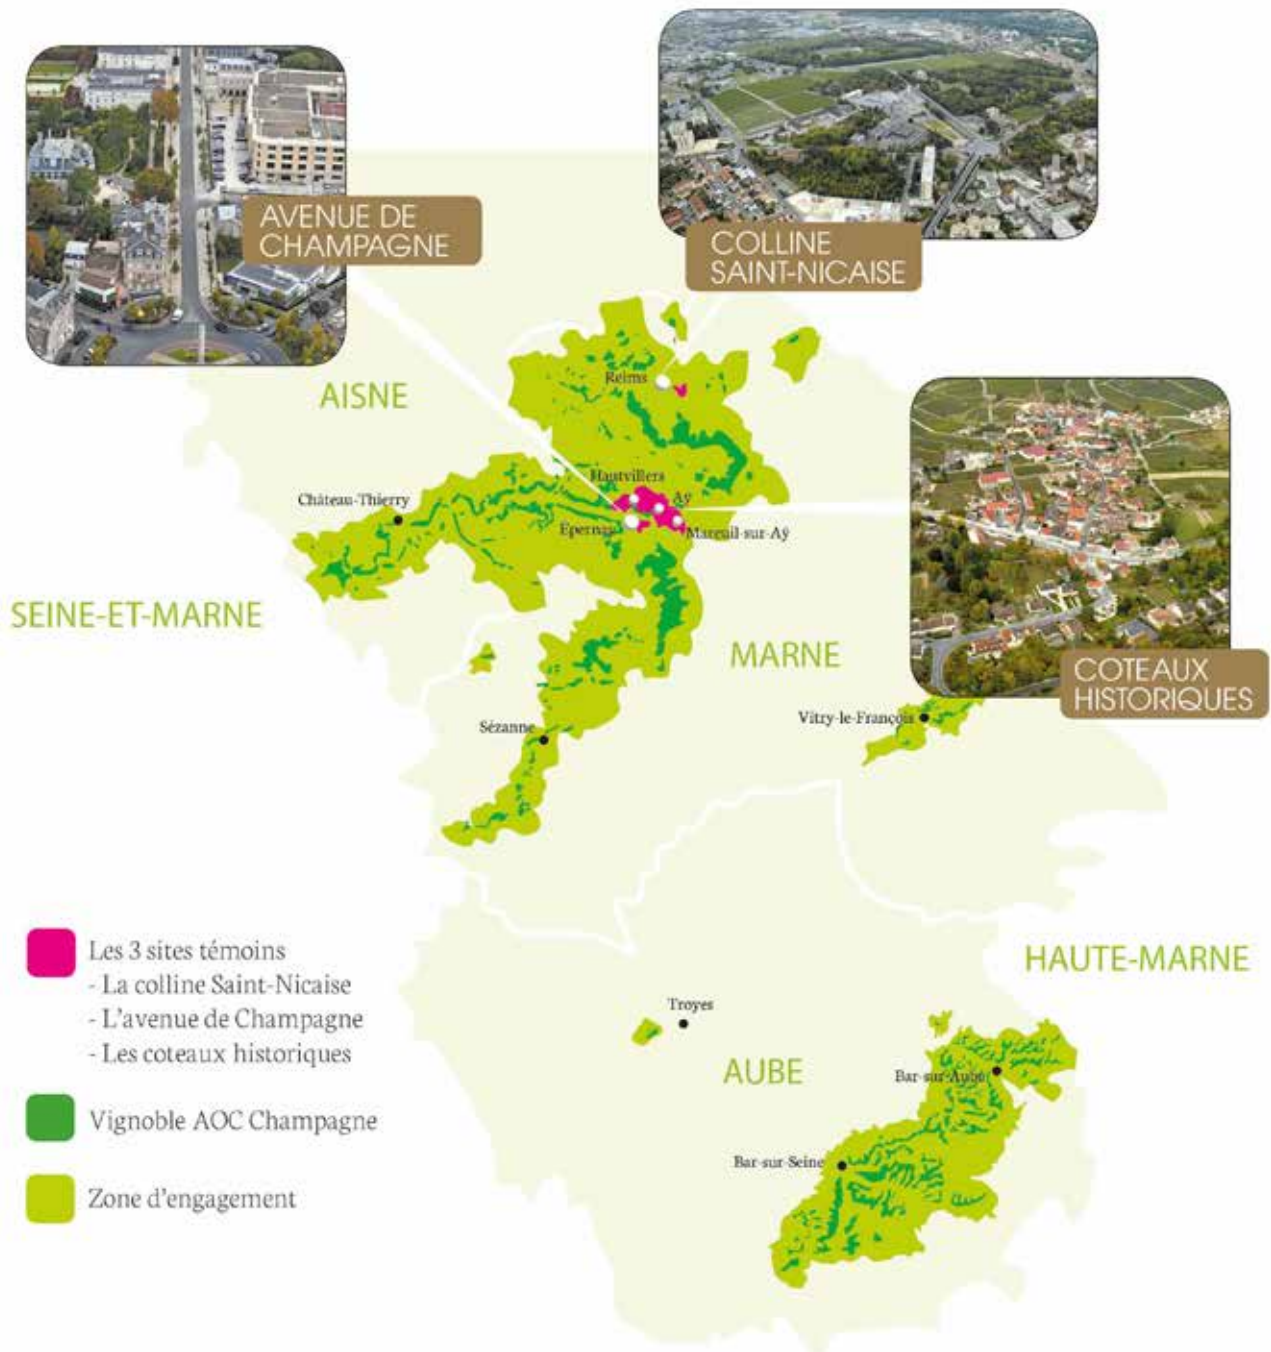 AVENUE DE
CHAMPAGNE
COLLINE
SAINT-NICAISE
AISNE
Reims
Hautvillers
Château-Thierry
Aÿ
Epernay
Mareuil-sur-Aÿ
SEINE-ET-MARNE
MARNE
COTEAUX
HISTORIQUES
Vitry-le-François
Sézanne
Les 3 sites témoins
- La colline Saint-Nicaise
- L'avenue de Champagne
- Les coteaux historiques
HAUTE-MARNE
Troyes
AUBE
Bar-sur-Aube
Vignoble AOC Champagne
Bar-sur-Seine
Zone d'engagement